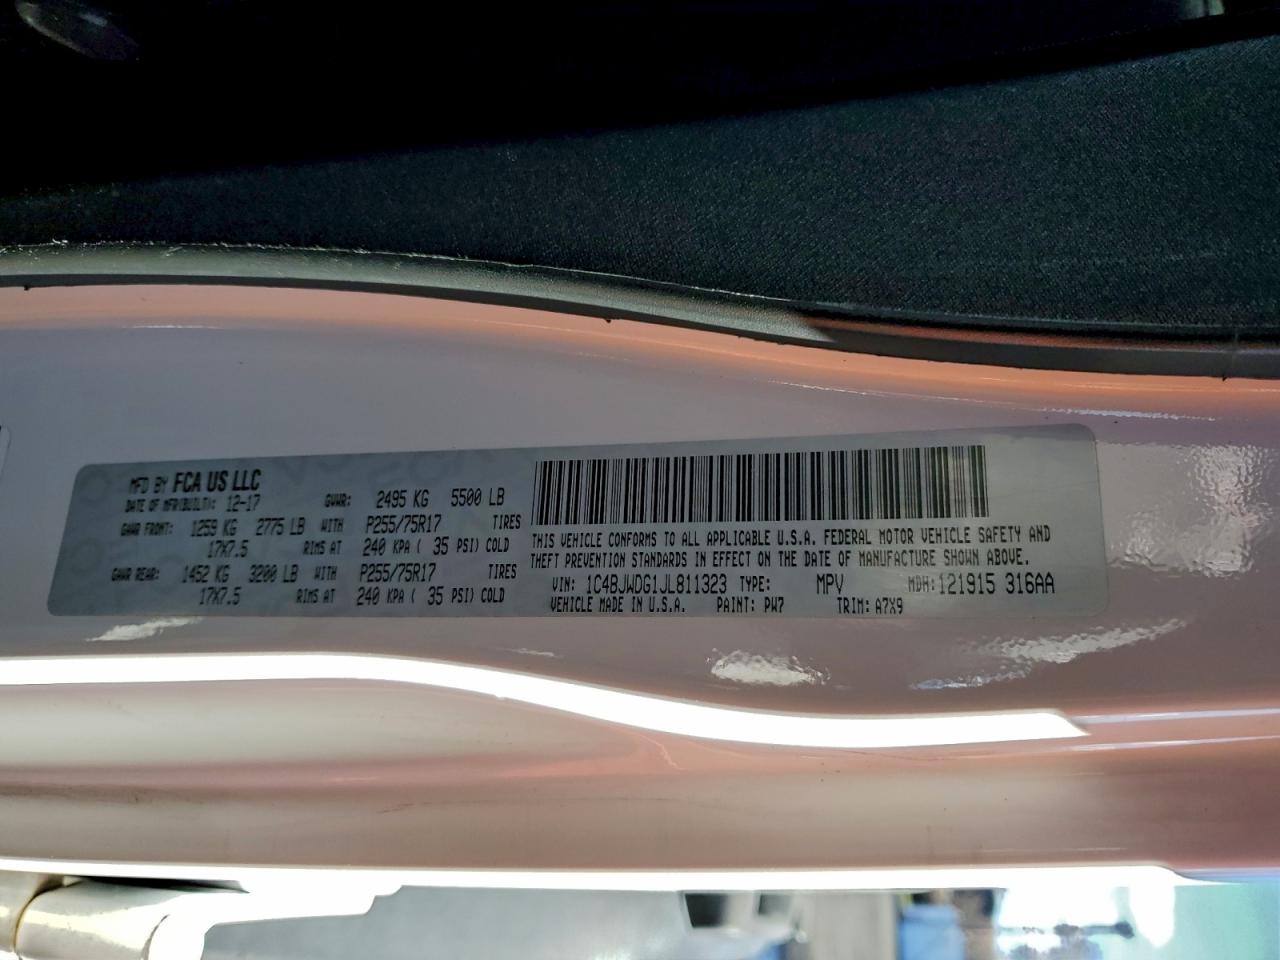 MFD BY FCA US LLC
DATE OF MFR(BUILT): 12-17 GVWR: 2495 KG 5500 LB
GAWR FRONT: 1259 KG 2775 LB WITH P255/75R17 TIRES
17X7.5 RIMS AT 240 KPA ( 35 PSI) COLD
GAWR REAR: 1452 KG 3200 LB WITH P255/75R17 TIRES
17X7.5 RIMS AT 240 KPA ( 35 PSI) COLD
THIS VEHICLE CONFORMS TO ALL APPLICABLE U.S.A. FEDERAL MOTOR VEHICLE SAFETY AND
THEFT PREVENTION STANDARDS IN EFFECT ON THE DATE OF MANUFACTURE SHOWN ABOVE.
VIN: 1C4BJWDG1JL811323 TYPE: MPV MDH: 121915 316AA
VEHICLE MADE IN U.S.A. PAINT: PW7 TRIM: A7X9